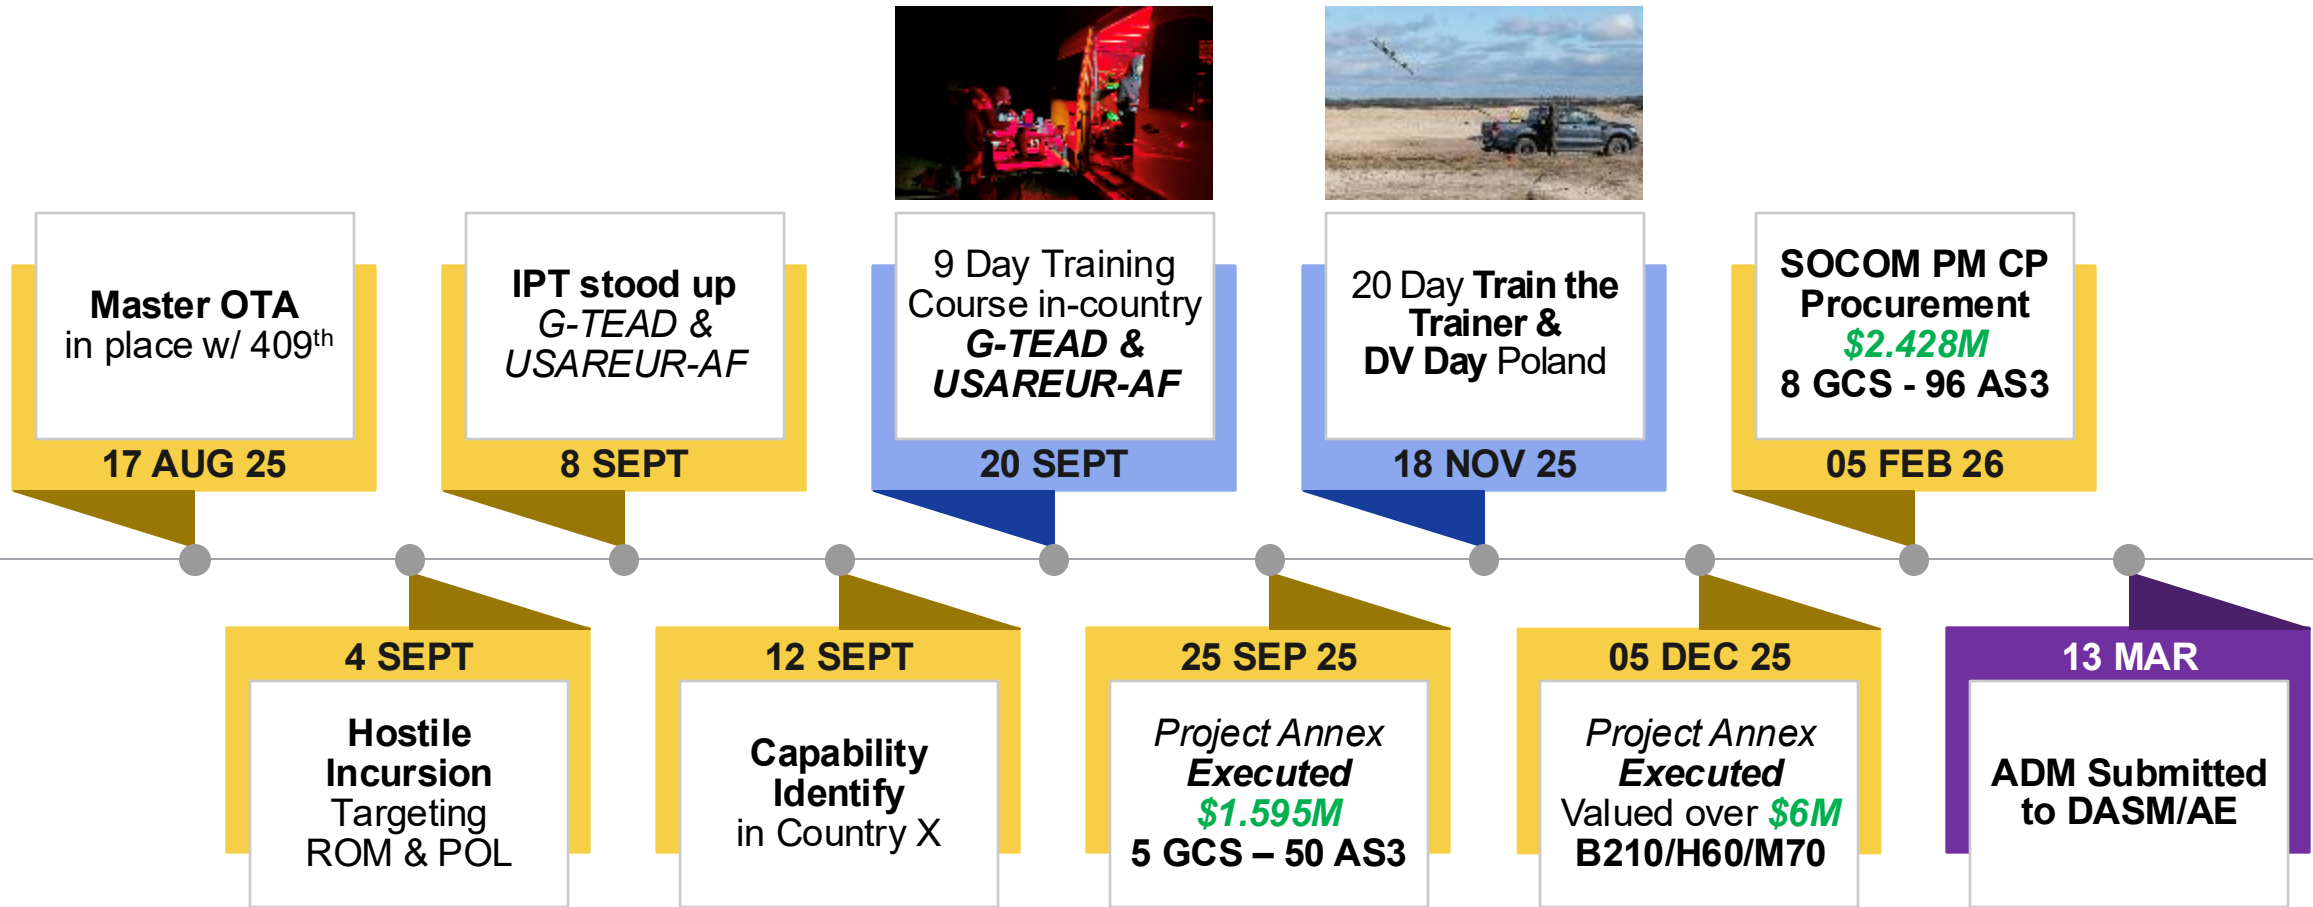 Master OTA
in place w/ 409th
17 AUG 25
4 SEPT
Hostile
Incursion
Targeting
ROM & POL
IPT stood up
G-TEAD &
USAREUR-AF
8 SEPT
12 SEPT
Capability
Identify
in Country X
9 Day Training
Course in-country
G-TEAD &
USAREUR-AF
20 SEPT
25 SEP 25
Project Annex
Executed
$1.595M
5 GCS – 50 AS3
20 Day Train the
Trainer &
DV Day Poland
18 NOV 25
05 DEC 25
Project Annex
Executed
Valued over $6M
B210/H60/M70
SOCOM PM CP
Procurement
$2.428M
8 GCS - 96 AS3
05 FEB 26
13 MAR
ADM Submitted
to DASM/AE